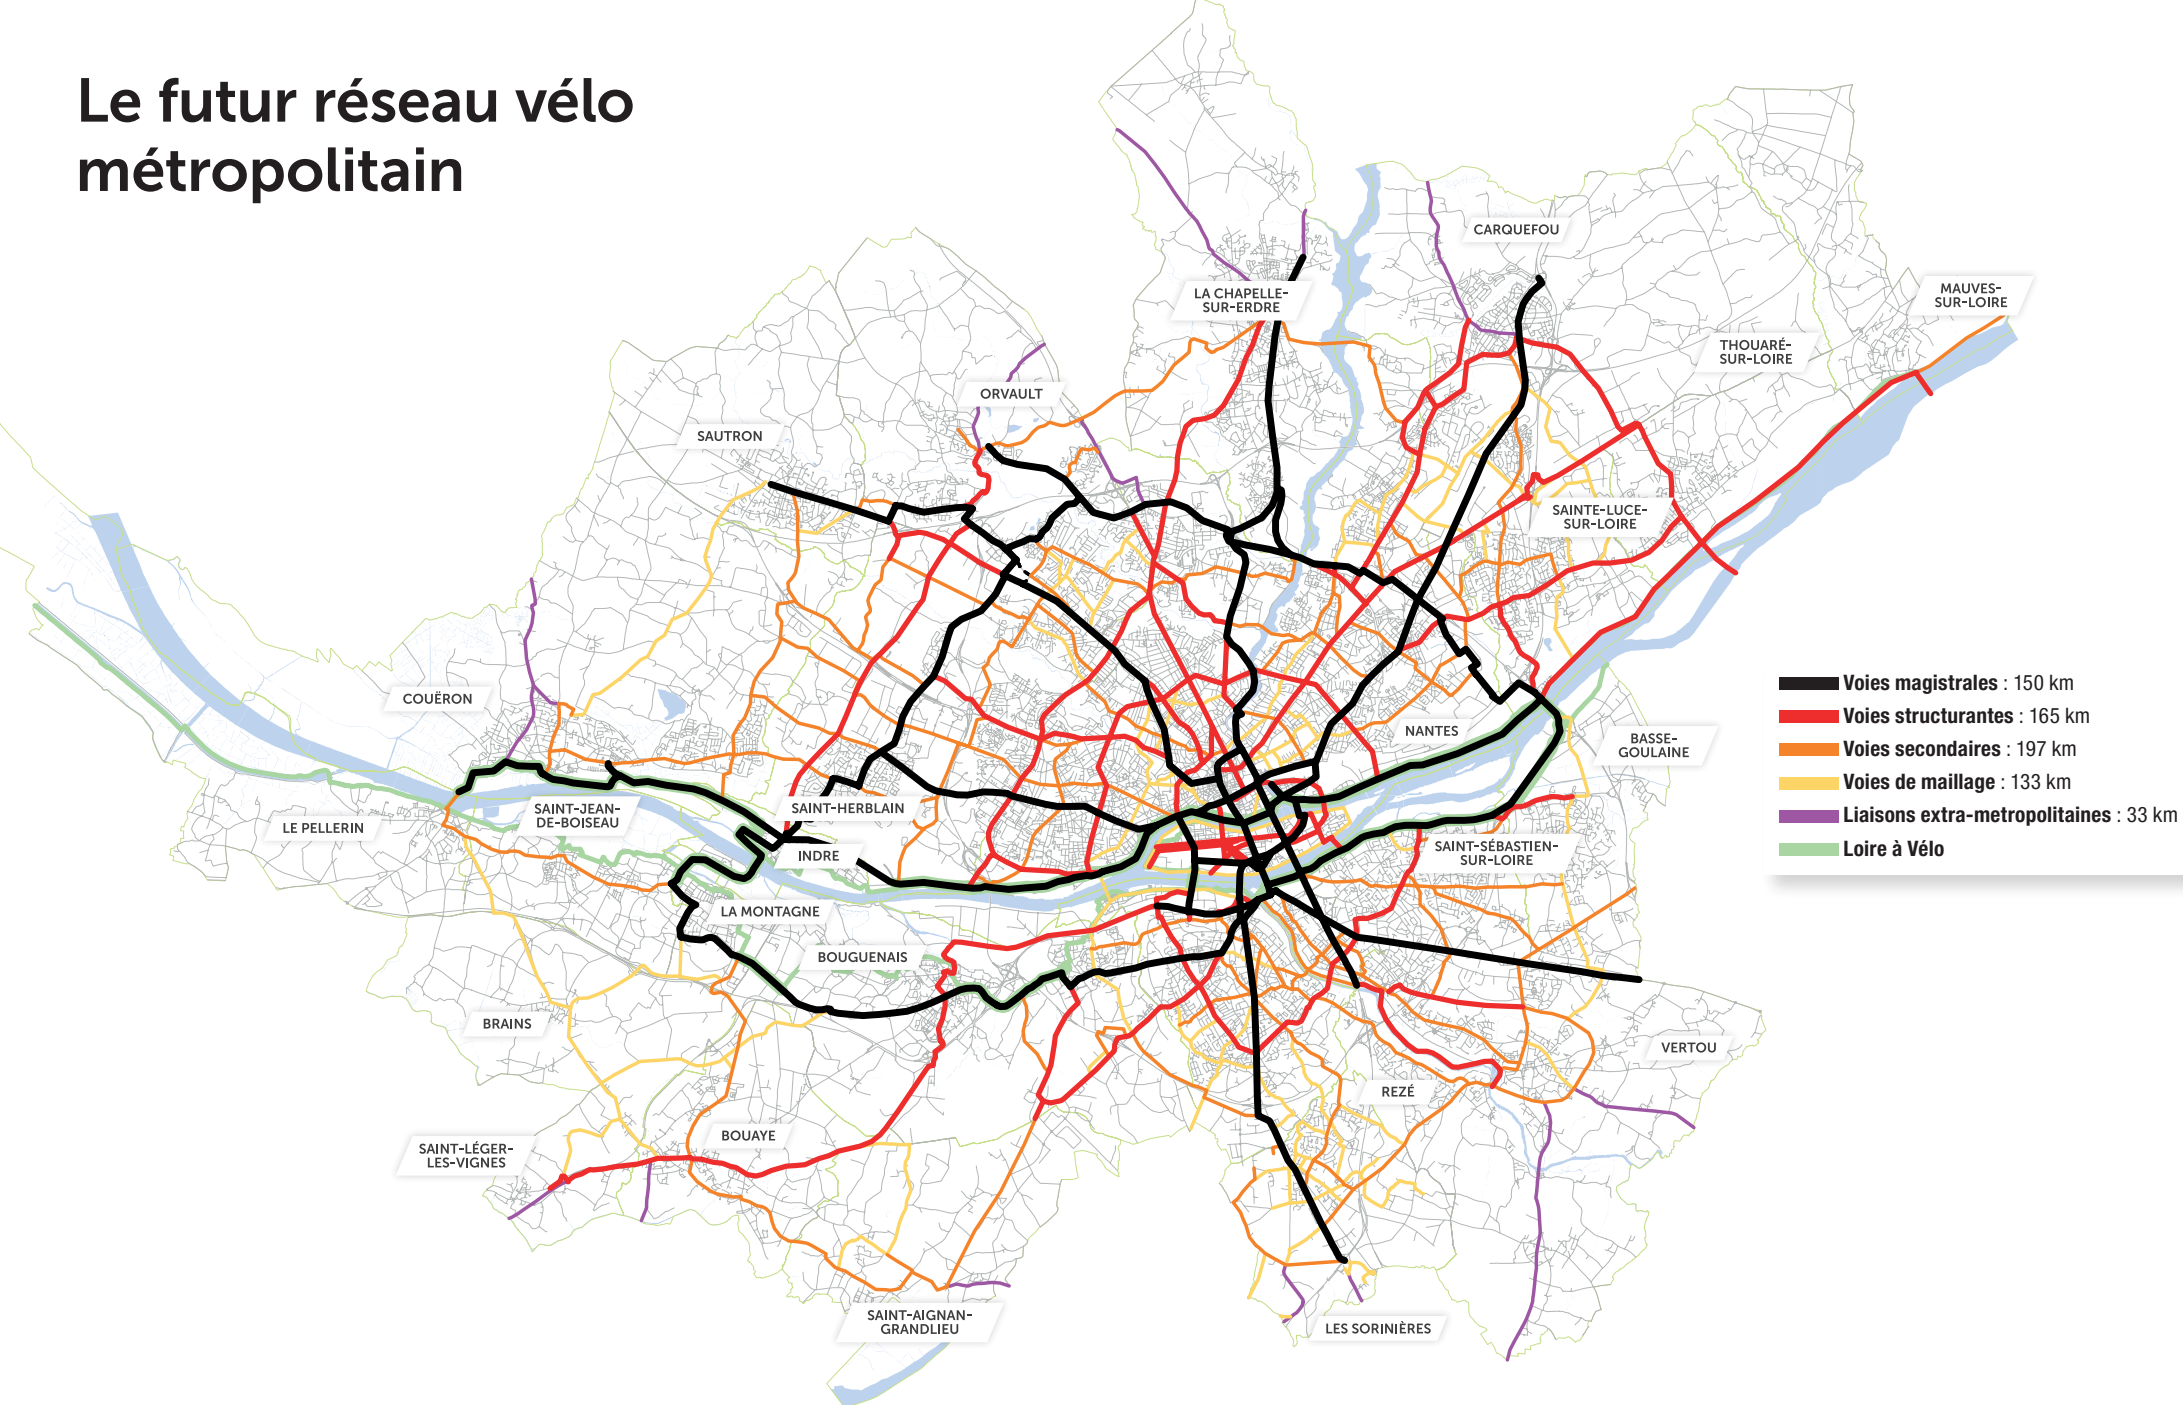 Le futur réseau vélo
métropolitain
CARQUEFOU
LA CHAPELLE-
SUR-ERDRE
MAUVES-
SUR-LOIRE
THOUARÉ-
SUR-LOIRE
ORVAULT
SAUTRON
SAINTE-LUCE-
SUR-LOIRE
COUËRON
NANTES
BASSE-
GOULAINE
Voies magistrales : 150 km
Voies structurantes : 165 km
Voies secondaires : 197 km
Voies de maillage : 133 km
Liaisons extra-metropolitaines : 33 km
Loire à Vélo
SAINT-JEAN-
DE-BOISEAU
SAINT-HERBLAIN
LE PELLERIN
INDRE
SAINT-SÉBASTIEN-
SUR-LOIRE
LA MONTAGNE
BOUGUENAIS
BRAINS
VERTOU
REZÉ
BOUAYE
SAINT-LÉGER-
LES-VIGNES
SAINT-AIGNAN-
GRANDLIEU
LES SORINIÈRES